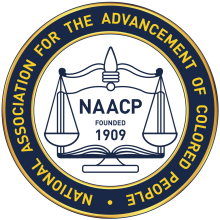 NATIONAL ASSOCIATION FOR THE ADVANCEMENT OF COLORED PEOPLE •
NAACP
FOUNDED
1909